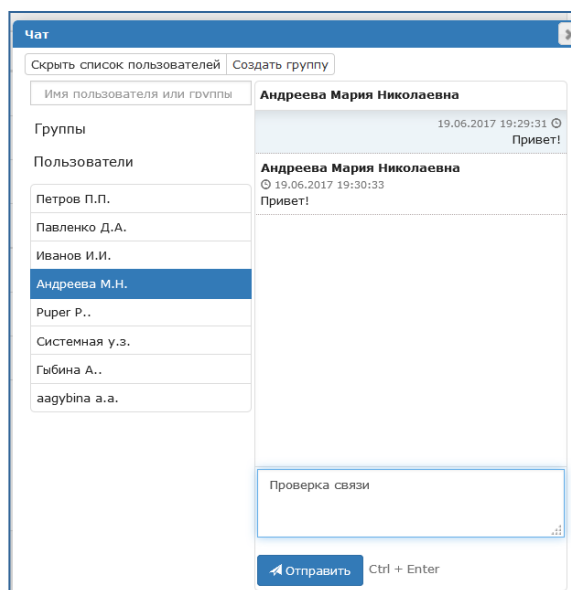 Чат
Скрыть список пользователей Создать группу
Имя пользователя или группы
Группы
Пользователи
Петров П.П.
Павленко Д.А.
Иванов И.И.
Андреева М.Н.
Puper P..
Системная у.з.
Гыбина А..
aagybina a.a.
Андреева Мария Николаевна
19.06.2017 19:29:31
Привет!
Андреева Мария Николаевна
19.06.2017 19:30:33
Привет!
Проверка связи
Отправить Ctrl + Enter